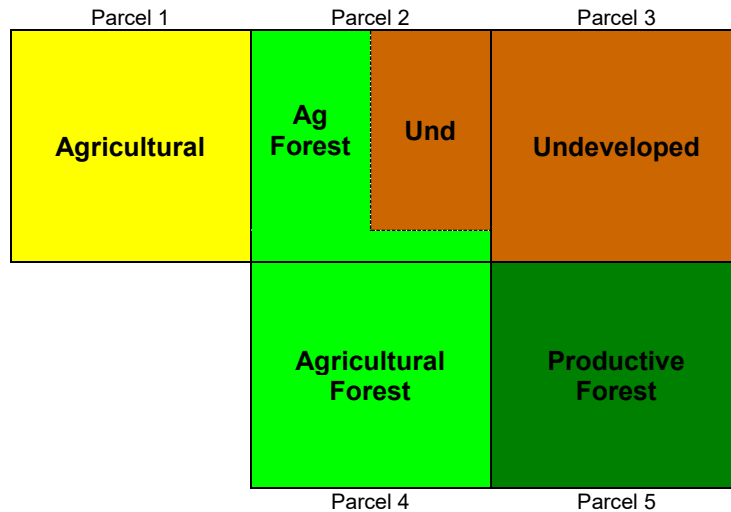 Parcel 1
Parcel 2
Parcel 3
Agricultural
Ag
Forest
Und
Undeveloped
Agricultural
Forest
Productive
Forest
Parcel 4
Parcel 5